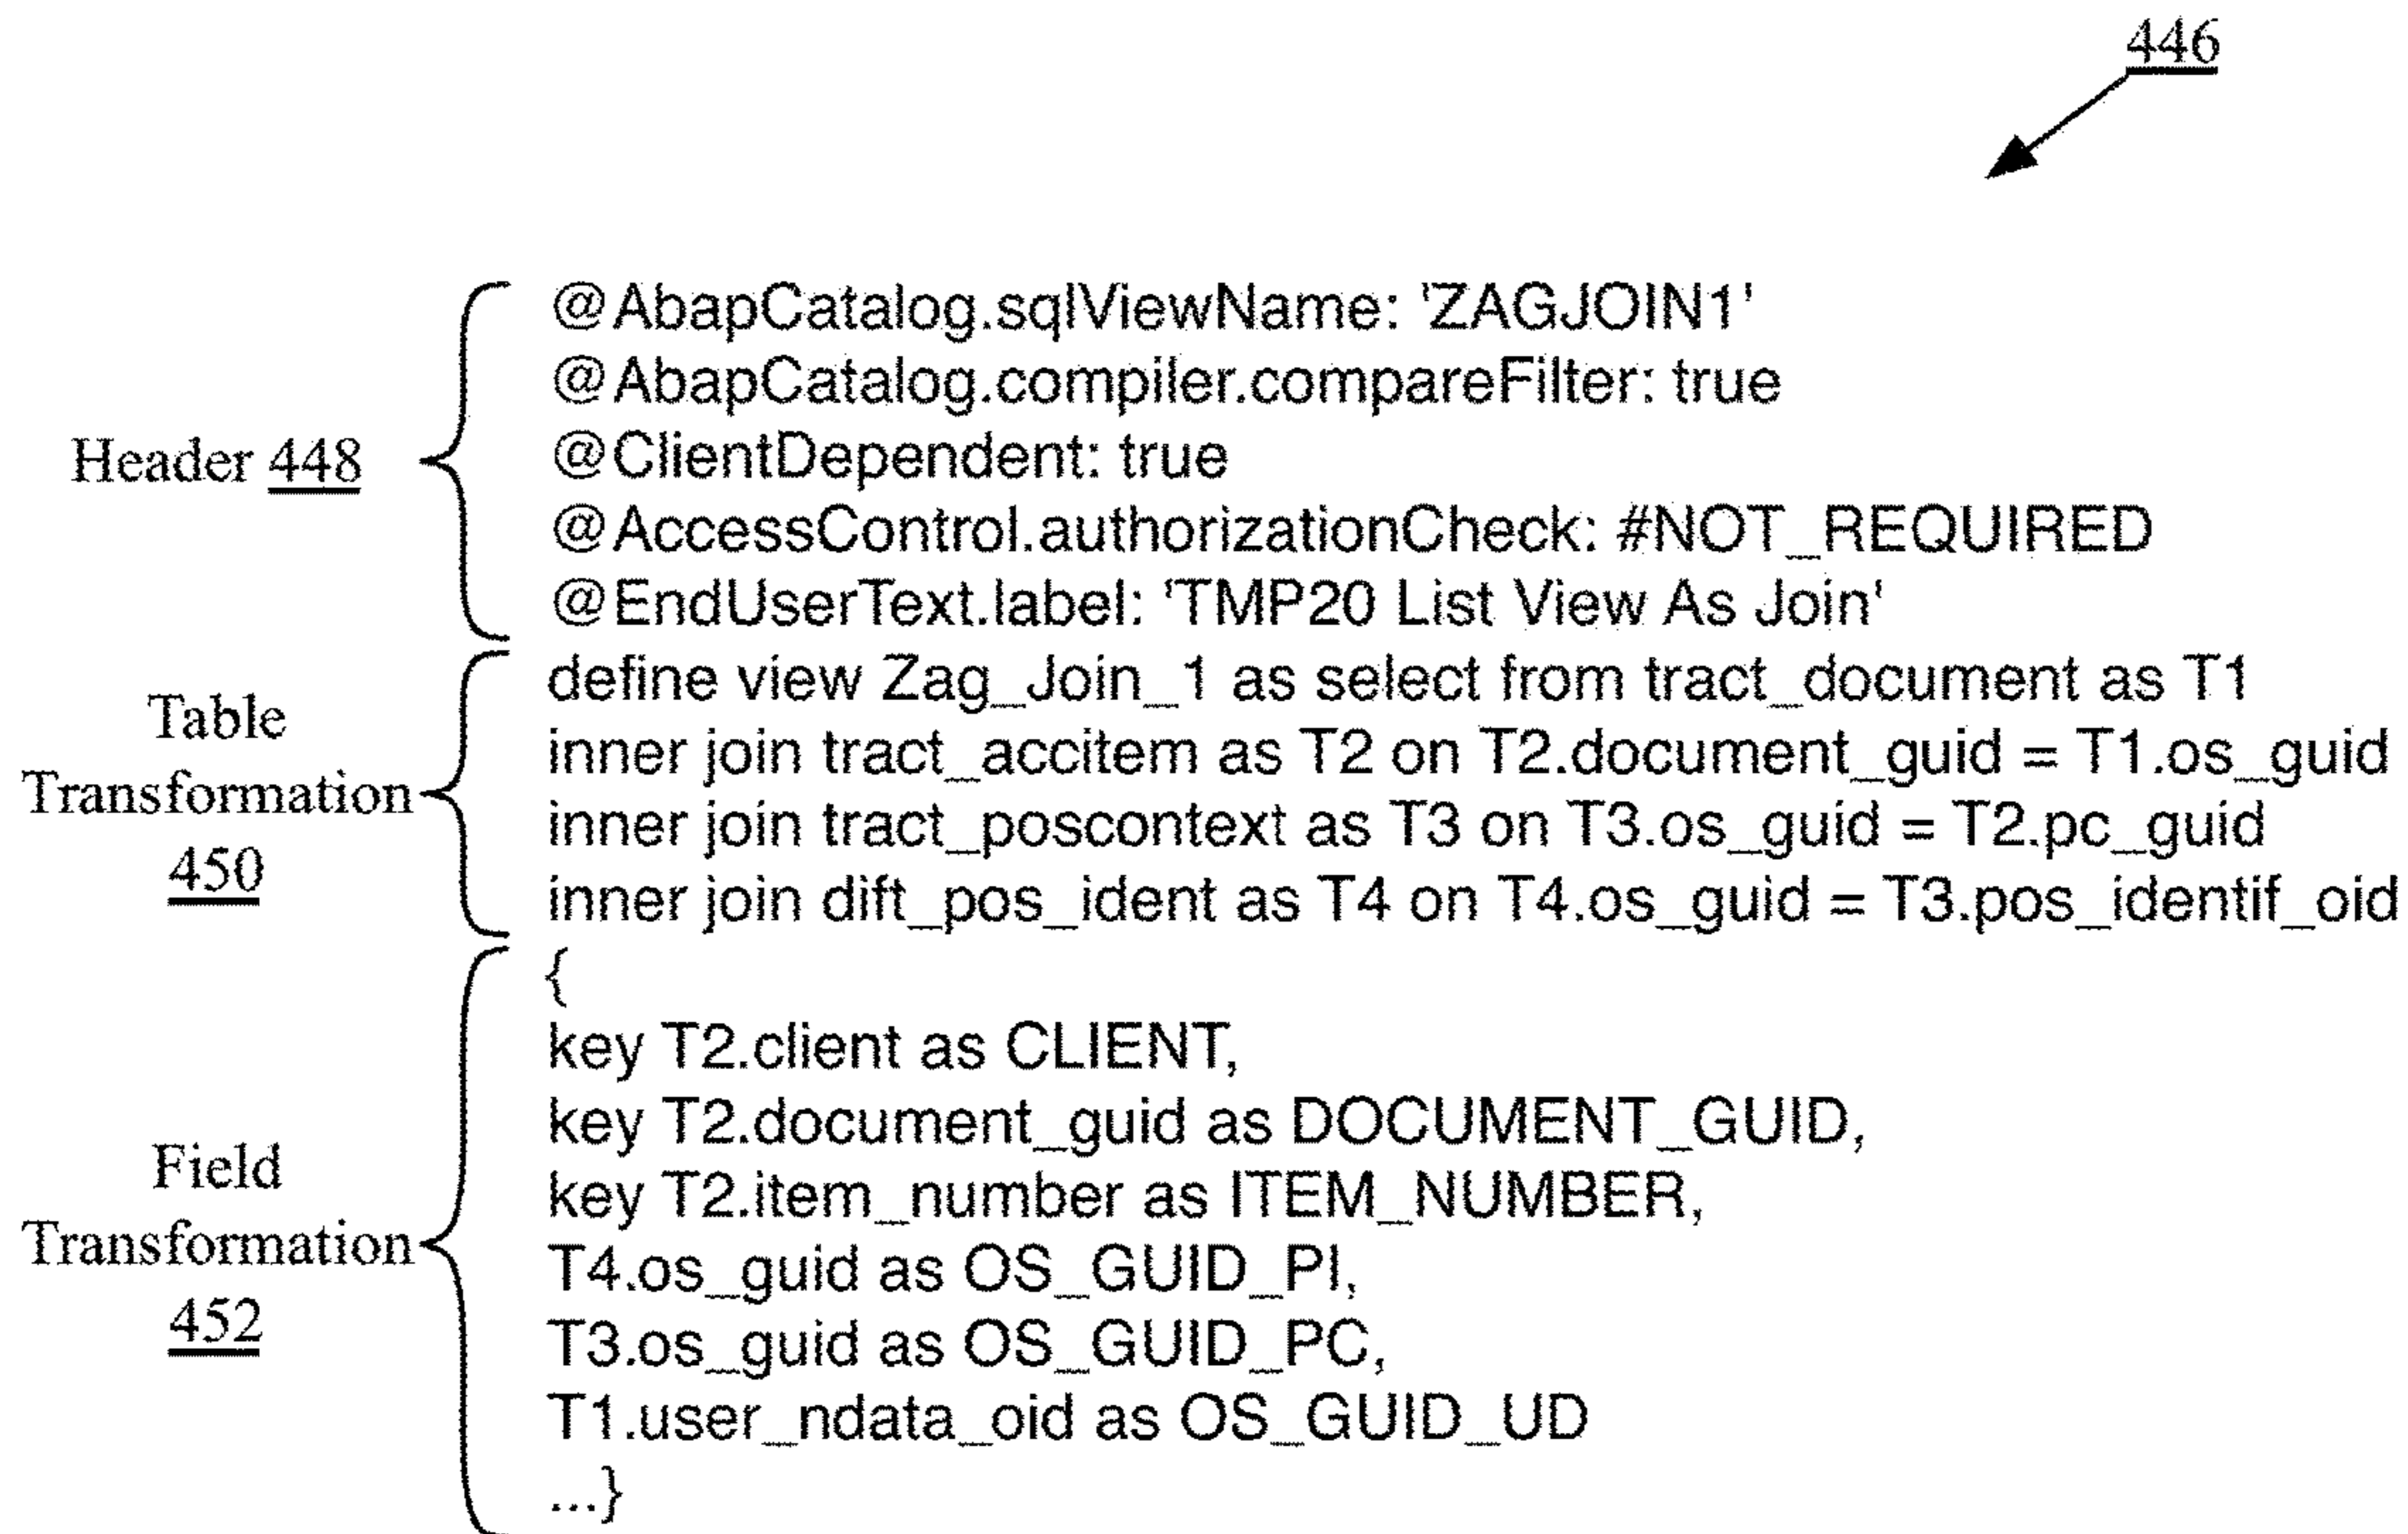 446
@AbapCatalog.sqlViewName: 'ZAGJOIN1'
@AbapCatalog.compiler.compareFilter: true
Header 448
@ClientDependent: true
@AccessControl.authorizationCheck: #NOT_REQUIRED
@EndUserText.label: 'TMP20 List View As Join'
Table
Transformation
450
define view Zag_Join_1 as select from tract_document as T1
inner join tract_accitem as T2 on T2.document_guid = T1.os_guid
inner join tract_poscontext as T3 on T3.os_guid = T2.pc_guid
inner join dift_pos_ident as T4 on T4.os_guid = T3.pos_identif_oid
Field
Transformation
452
{
key T2.client as CLIENT,
key T2.document_guid as DOCUMENT_GUID,
key T2.item_number as ITEM_NUMBER,
T4.os_guid as OS_GUID_PI,
T3.os_guid as OS_GUID_PC,
T1.user_ndata_oid as OS_GUID_UD
...}